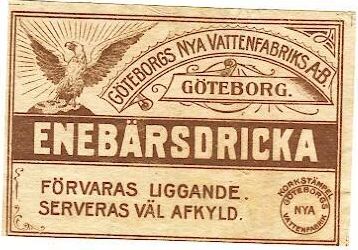 GÖTEBORGS NYA VATTENFABRIKS A.B.
GÖTEBORG.
ENEBÄRSDRICKA
FÖRVARAS LIGGANDE.
SERVERAS VÄL AFKYLD.
KORKSTÄMPEL
GÖTEBORGS
NYA
VATTENFABRIK